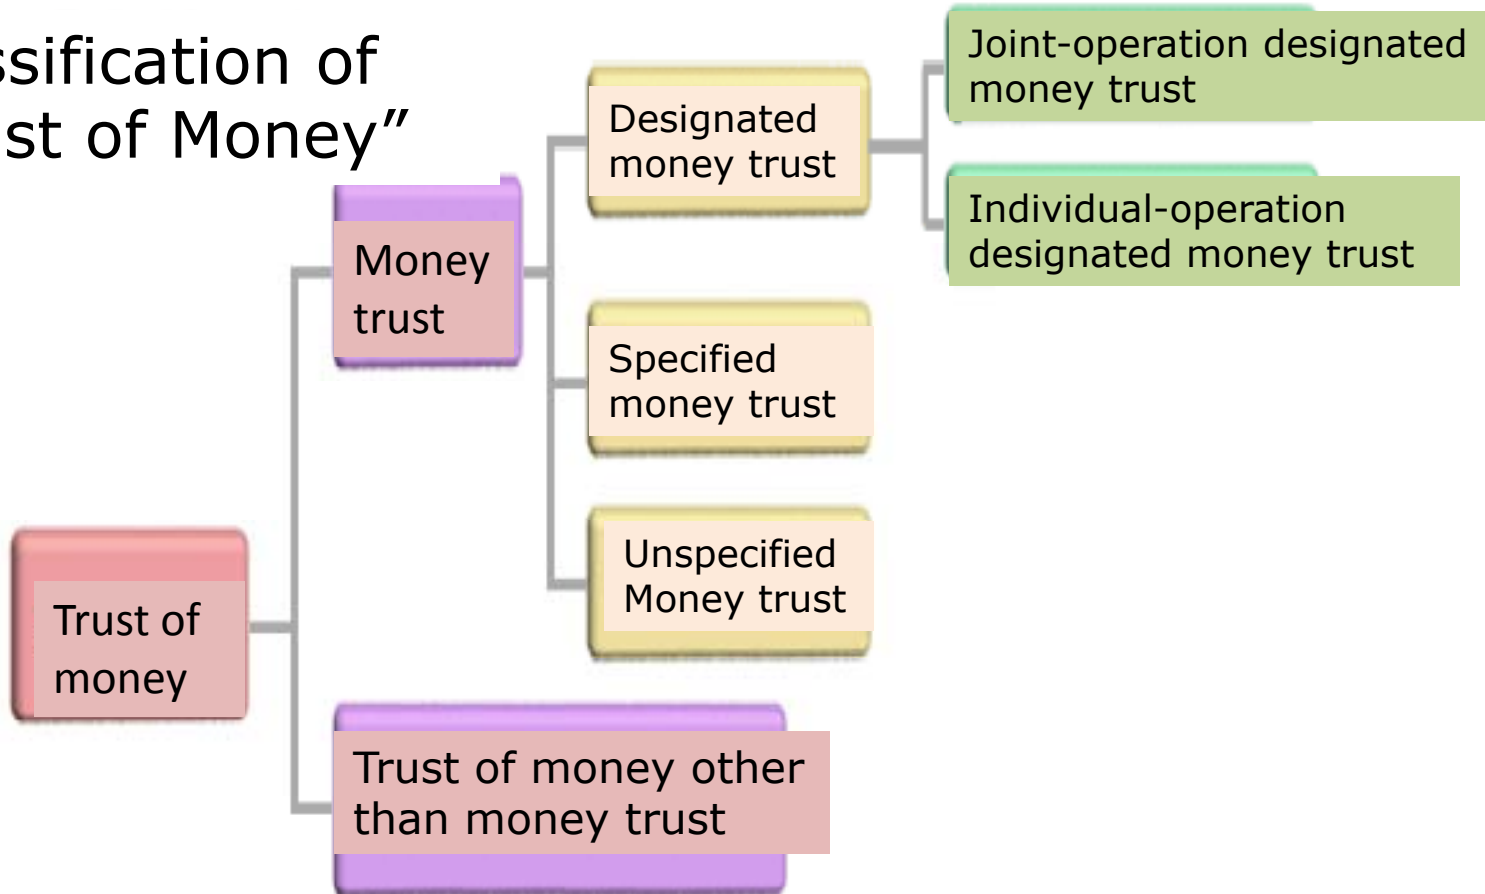 ssification of
st of Money”
Joint-operation designated
money trust
Designated
money trust
Individual-operation
designated money trust
Money
trust
Specified
money trust
Unspecified
Money trust
Trust of
money
Trust of money other
than money trust